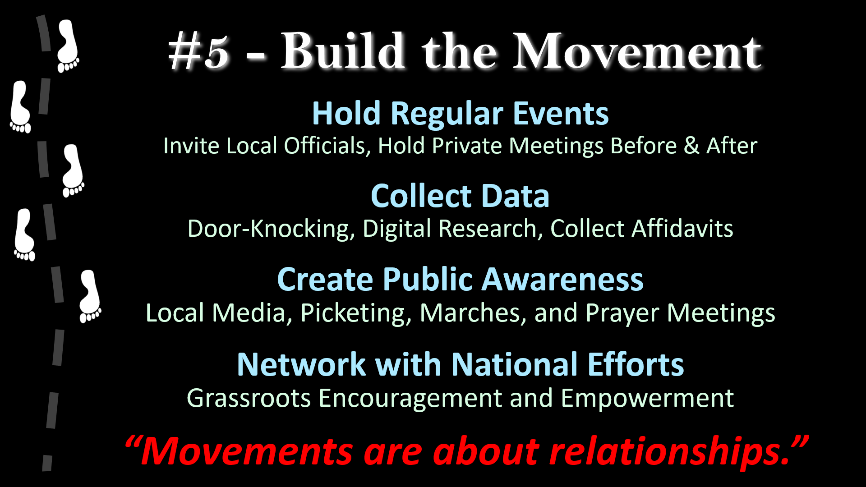 #5 - Build the Movement
Hold Regular Events
Invite Local Officials, Hold Private Meetings Before & After
Collect Data
Door-Knocking, Digital Research, Collect Affidavits
Create Public Awareness
Local Media, Picketing, Marches, and Prayer Meetings
Network with National Efforts
Grassroots Encouragement and Empowerment
“Movements are about relationships.”